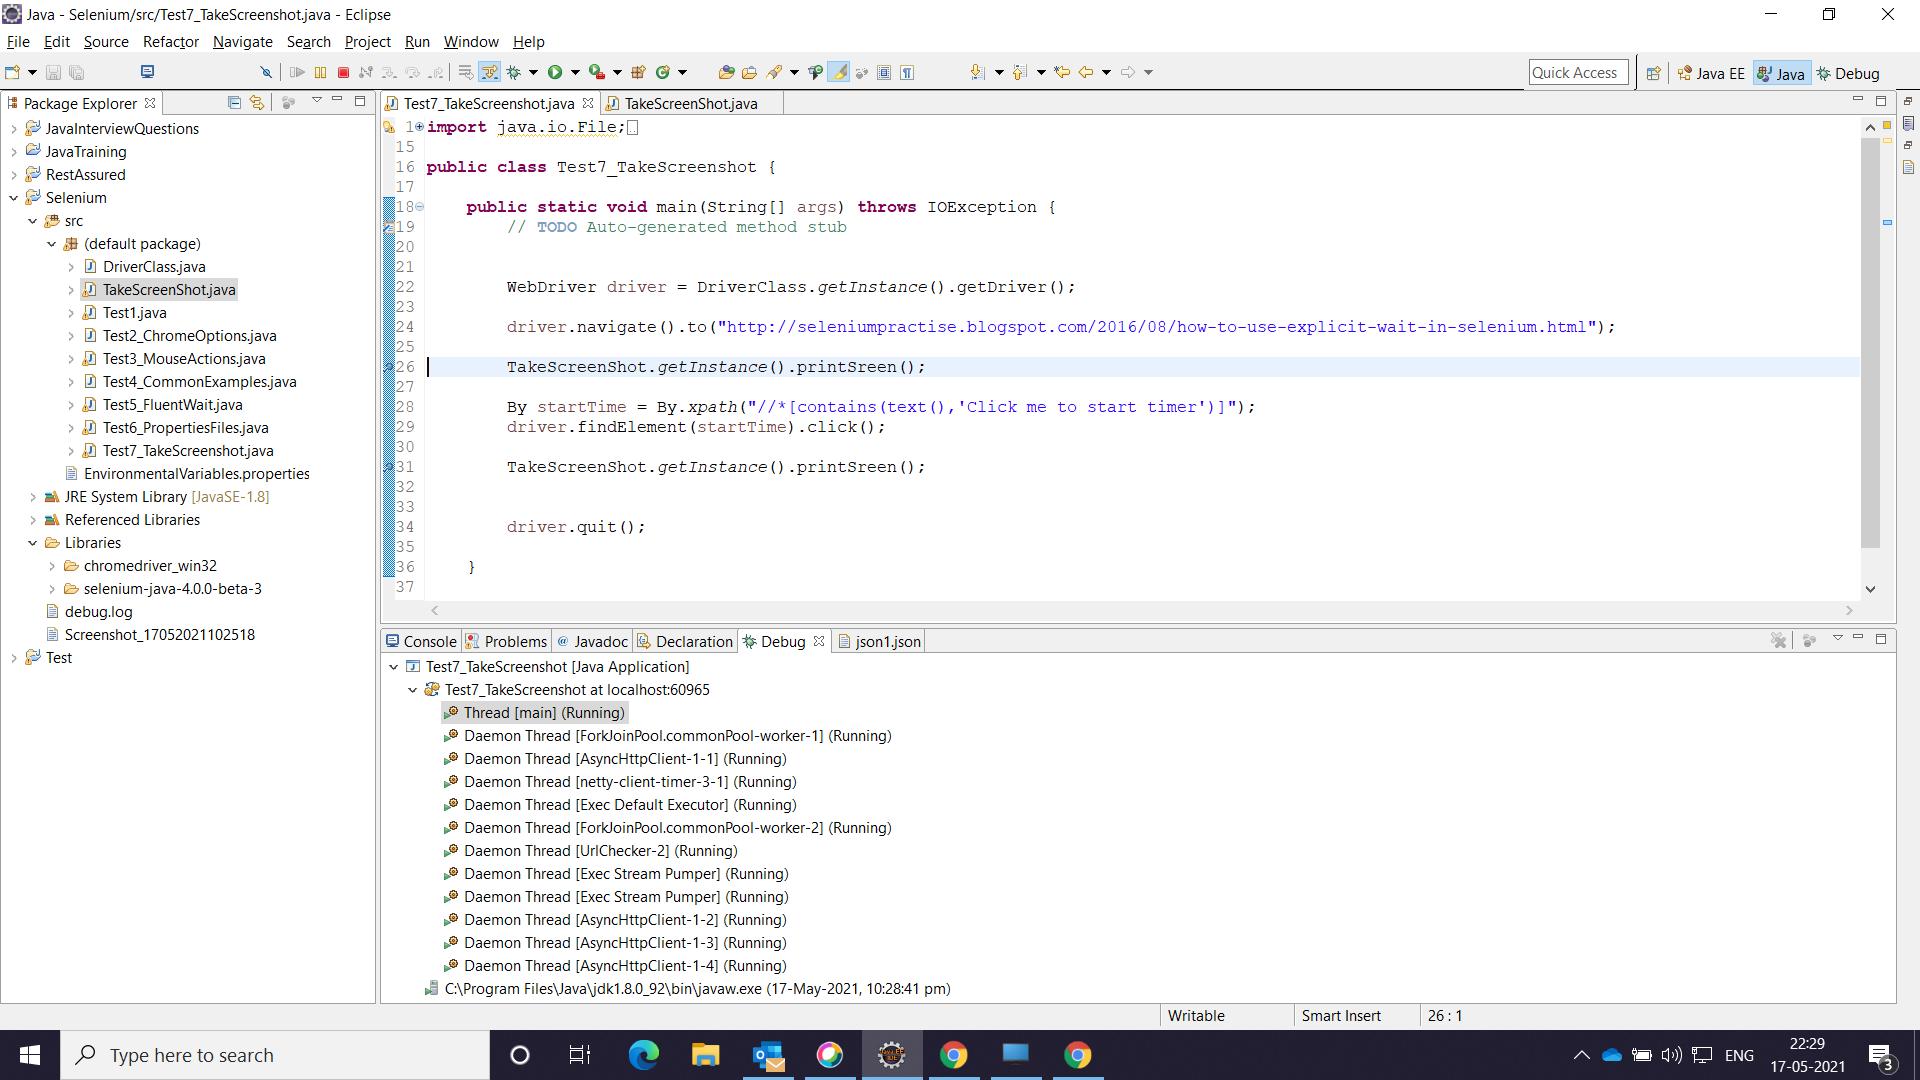 Java - Selenium/src/Test7_TakeScreenshot.java - Eclipse
File Edit Source Refactor Navigate Search Project Run Window Help
Quick Access Java EE Java Debug
Package Explorer
JavaInterviewQuestions
JavaTraining
RestAssured
Selenium
src
(default package)
DriverClass.java
TakeScreenShot.java
Test1.java
Test2_ChromeOptions.java
Test3_MouseActions.java
Test4_CommonExamples.java
Test5_FluentWait.java
Test6_PropertiesFiles.java
Test7_TakeScreenshot.java
EnvironmentalVariables.properties
JRE System Library [JavaSE-1.8]
Referenced Libraries
Libraries
chromedriver_win32
selenium-java-4.0.0-beta-3
debug.log
Screenshot_17052021102518
Test
Test7_TakeScreenshot.java TakeScreenShot.java
1 import java.io.File;
15
16 public class Test7_TakeScreenshot {
17
18 public static void main(String[] args) throws IOException {
19 // TODO Auto-generated method stub
20
21
22 WebDriver driver = DriverClass.getInstance().getDriver();
23
24 driver.navigate().to("http://seleniumpractise.blogspot.com/2016/08/how-to-use-explicit-wait-in-selenium.html");
25
26 TakeScreenShot.getInstance().printSreen();
27
28 By startTime = By.xpath("//*[contains(text(),'Click me to start timer')]");
29 driver.findElement(startTime).click();
30
31 TakeScreenShot.getInstance().printSreen();
32
33
34 driver.quit();
35
36 }
37
Console Problems Javadoc Declaration Debug json1.json
Test7_TakeScreenshot [Java Application]
Test7_TakeScreenshot at localhost:60965
Thread [main] (Running)
Daemon Thread [ForkJoinPool.commonPool-worker-1] (Running)
Daemon Thread [AsyncHttpClient-1-1] (Running)
Daemon Thread [netty-client-timer-3-1] (Running)
Daemon Thread [Exec Default Executor] (Running)
Daemon Thread [ForkJoinPool.commonPool-worker-2] (Running)
Daemon Thread [UrlChecker-2] (Running)
Daemon Thread [Exec Stream Pumper] (Running)
Daemon Thread [Exec Stream Pumper] (Running)
Daemon Thread [AsyncHttpClient-1-2] (Running)
Daemon Thread [AsyncHttpClient-1-3] (Running)
Daemon Thread [AsyncHttpClient-1-4] (Running)
C:\Program Files\Java\jdk1.8.0_92\bin\javaw.exe (17-May-2021, 10:28:41 pm)
Writable Smart Insert 26 : 1
Type here to search
ENG
22:29
17-05-2021
3